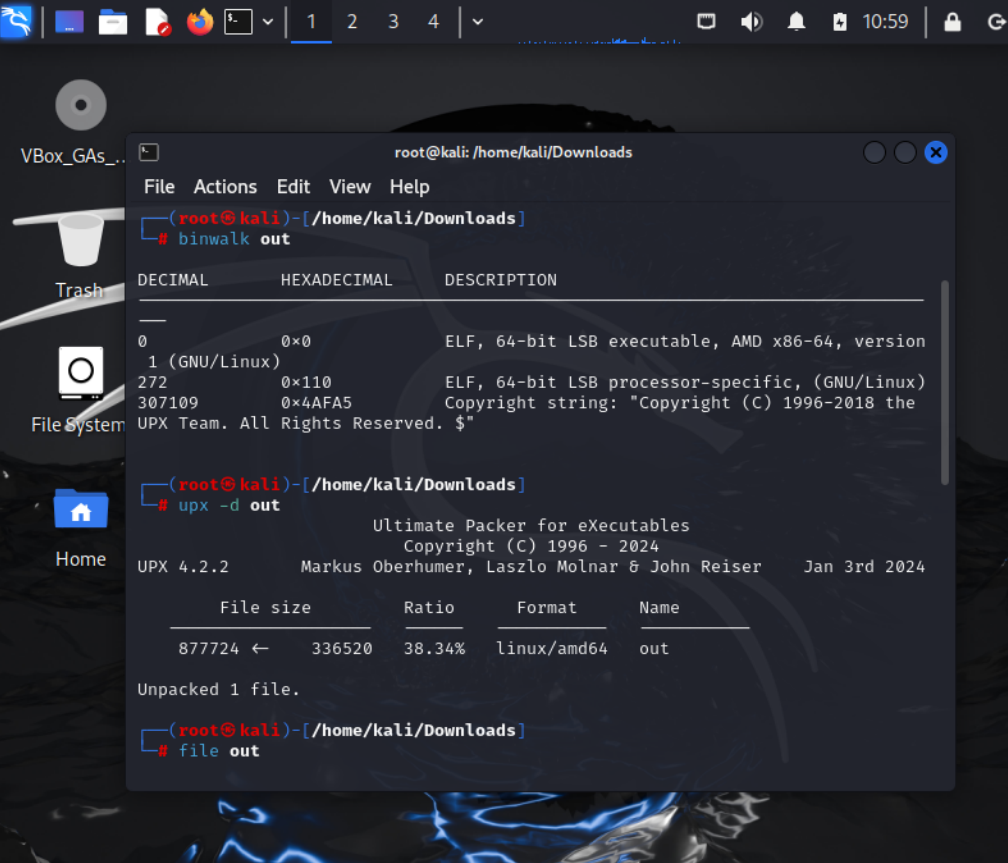 1 2 3 4 10:59
VBox_GAs_...
Trash
File System
Home
root@kali: /home/kali/Downloads
File Actions Edit View Help
┌──(root㉿kali)-[/home/kali/Downloads]
└─# binwalk out
DECIMAL HEXADECIMAL DESCRIPTION
0 0×0 ELF, 64-bit LSB executable, AMD x86-64, version
1 (GNU/Linux)
272 0×110 ELF, 64-bit LSB processor-specific, (GNU/Linux)
307109 0×4AFA5 Copyright string: "Copyright (C) 1996-2018 the
UPX Team. All Rights Reserved. $"
┌──(root㉿kali)-[/home/kali/Downloads]
└─# upx -d out
Ultimate Packer for eXecutables
Copyright (C) 1996 - 2024
UPX 4.2.2 Markus Oberhumer, Laszlo Molnar & John Reiser Jan 3rd 2024
File size Ratio Format Name
877724 ← 336520 38.34% linux/amd64 out
Unpacked 1 file.
┌──(root㉿kali)-[/home/kali/Downloads]
└─# file out